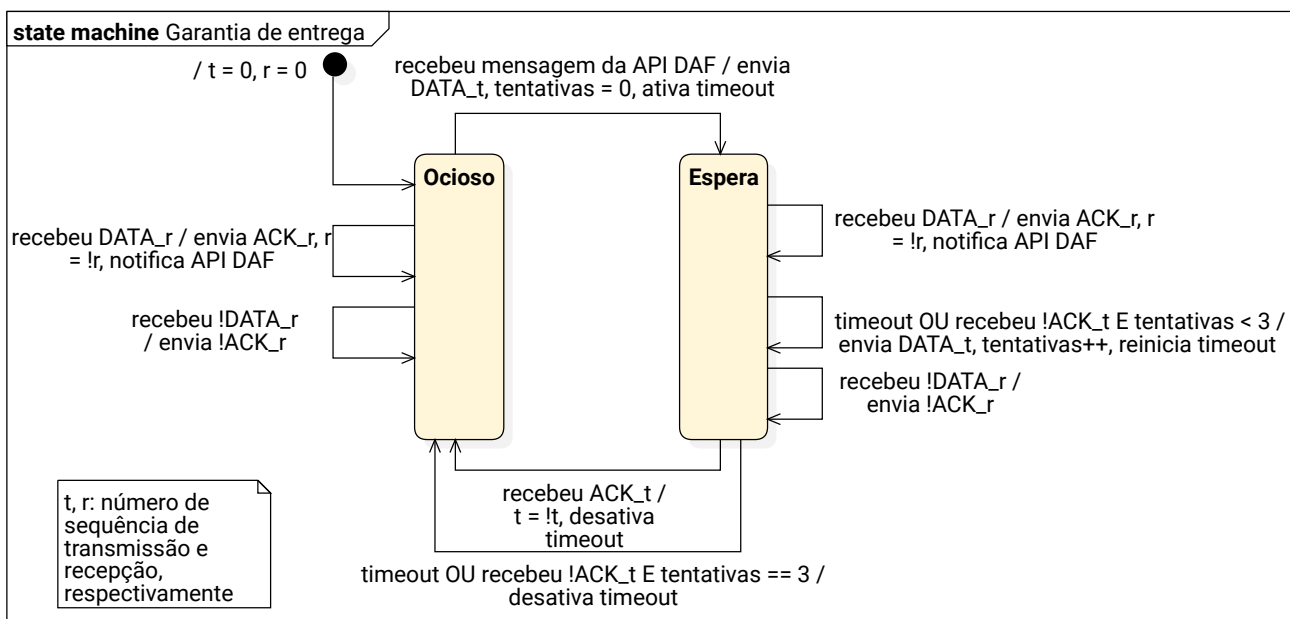 state machine Garantia de entrega
/ t = 0, r = 0
recebeu mensagem da API DAF / envia
DATA_t, tentativas = 0, ativa timeout
Ocioso
Espera
recebeu DATA_r / envia ACK_r, r
= !r, notifica API DAF
recebeu !DATA_r
/ envia !ACK_r
recebeu DATA_r / envia ACK_r, r
= !r, notifica API DAF
timeout OU recebeu !ACK_t E tentativas < 3 /
envia DATA_t, tentativas++, reinicia timeout
recebeu !DATA_r /
envia !ACK_r
recebeu ACK_t /
t = !t, desativa
timeout
timeout OU recebeu !ACK_t E tentativas == 3 /
desativa timeout
t, r: número de
sequência de
transmissão e
recepção,
respectivamente